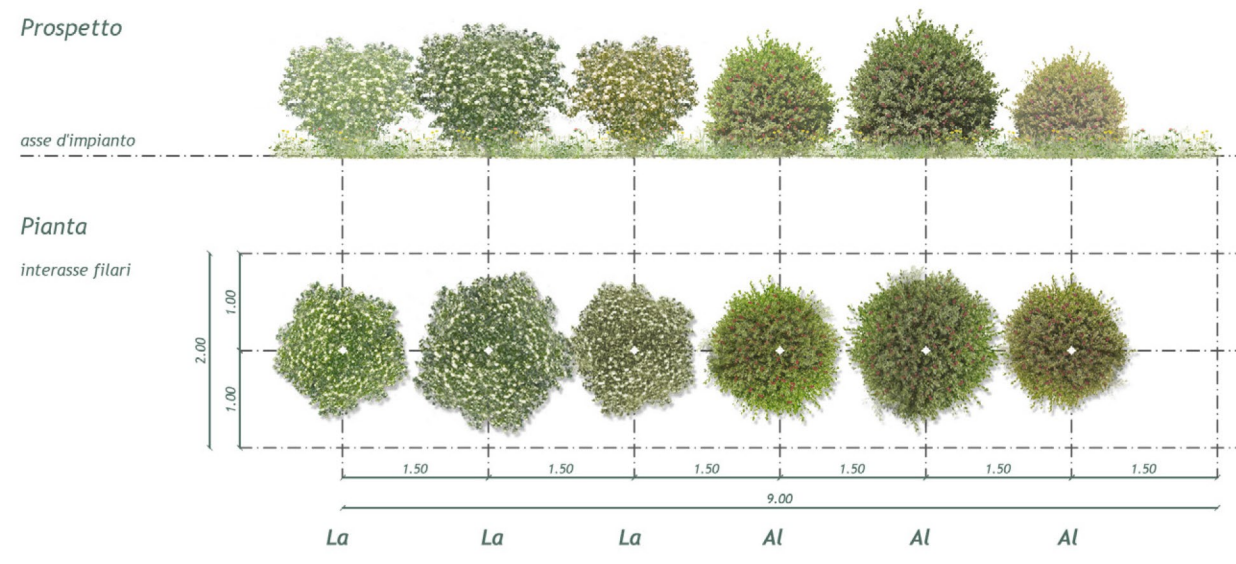 Prospetto
asse d'impianto
Pianta
interasse filari
1.00
2.00
1.00
1.50 1.50 1.50 1.50 1.50 1.50
9.00
La La La Al Al Al